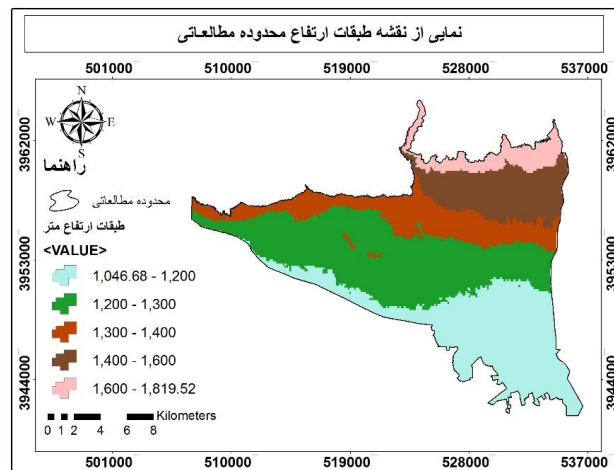 نمایی از نقشه طبقات ارتفاع محدوده مطالعاتی
501000 510000 519000 528000 537000
3962000 3962000
N
W E
S
راهنما
محدوده مطالعاتی
طبقات ارتفاع متر
<VALUE>
3953000 3953000
1,046.68 - 1,200
1,200 - 1,300
1,300 - 1,400
1,400 - 1,600
1,600 - 1,819.52
3944000 3944000
Kilometers
0 1 2 4 6 8
501000 510000 519000 528000 537000